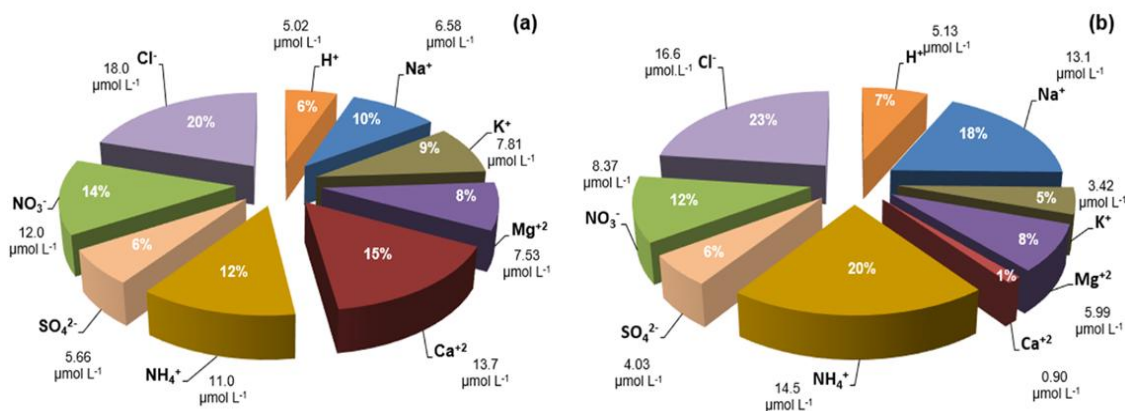 (a)
5.02
µmol L⁻¹
H⁺
6%
6.58
µmol L⁻¹
Na⁺
10%
K⁺
7.81
µmol L⁻¹
9%
8%
Mg⁺²
7.53
µmol L⁻¹
15%
Ca⁺²
13.7
µmol L⁻¹
12%
NH₄⁺
11.0
µmol L⁻¹
6%
SO₄²⁻
5.66
µmol L⁻¹
14%
NO₃⁻
12.0
µmol L⁻¹
20%
Cl⁻
18.0
µmol L⁻¹
(b)
5.13
µmol L⁻¹
H⁺
7%
13.1
µmol L⁻¹
Na⁺
18%
5%
3.42
µmol L⁻¹
K⁺
8%
Mg⁺²
5.99
µmol L⁻¹
1%
Ca⁺²
0.90
µmol L⁻¹
20%
NH₄⁺
14.5
µmol L⁻¹
6%
SO₄²⁻
4.03
µmol L⁻¹
12%
8.37
µmol L⁻¹
NO₃⁻
23%
Cl⁻
16.6
µmol.L⁻¹